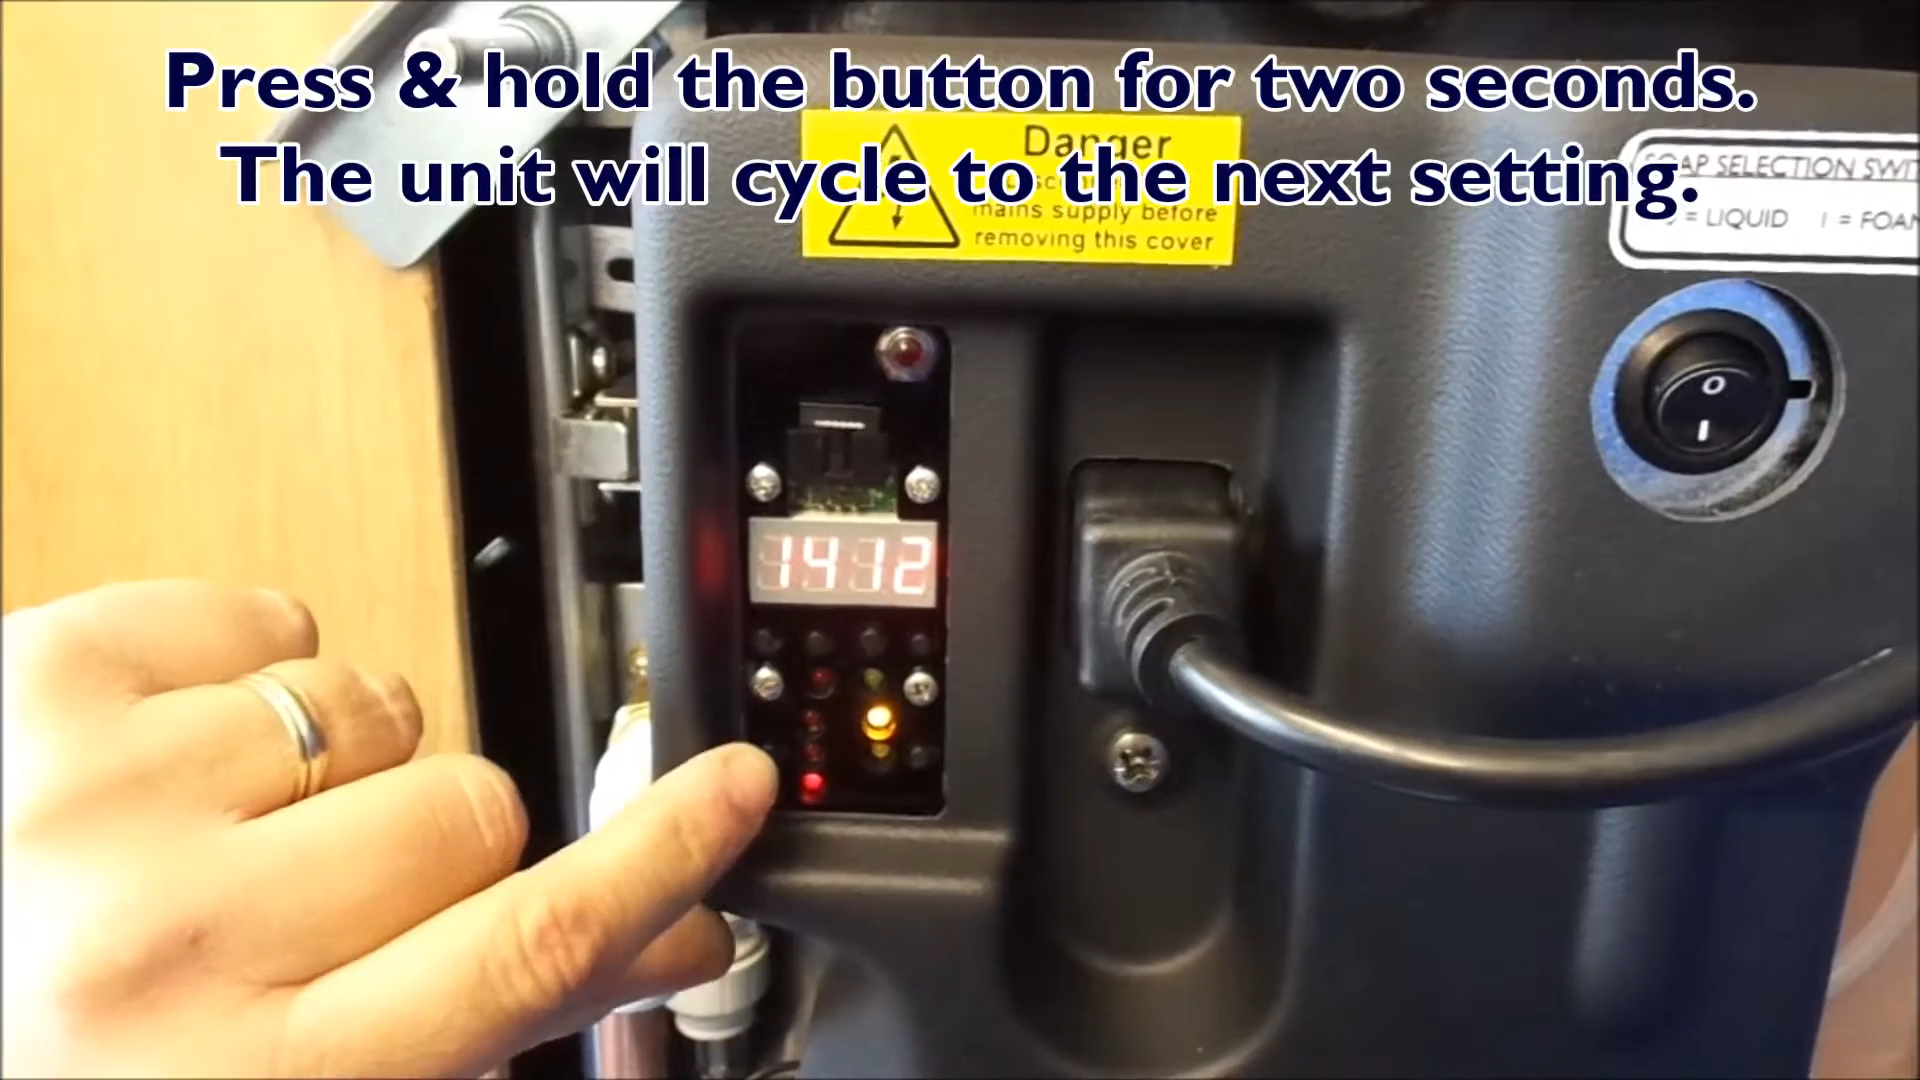 Press & hold the button for two seconds.
The unit will cycle to the next setting.
Danger
mains supply before
removing this cover
SOAP SELECTION SWIT
= LIQUID I = FOAM
1412
O
I